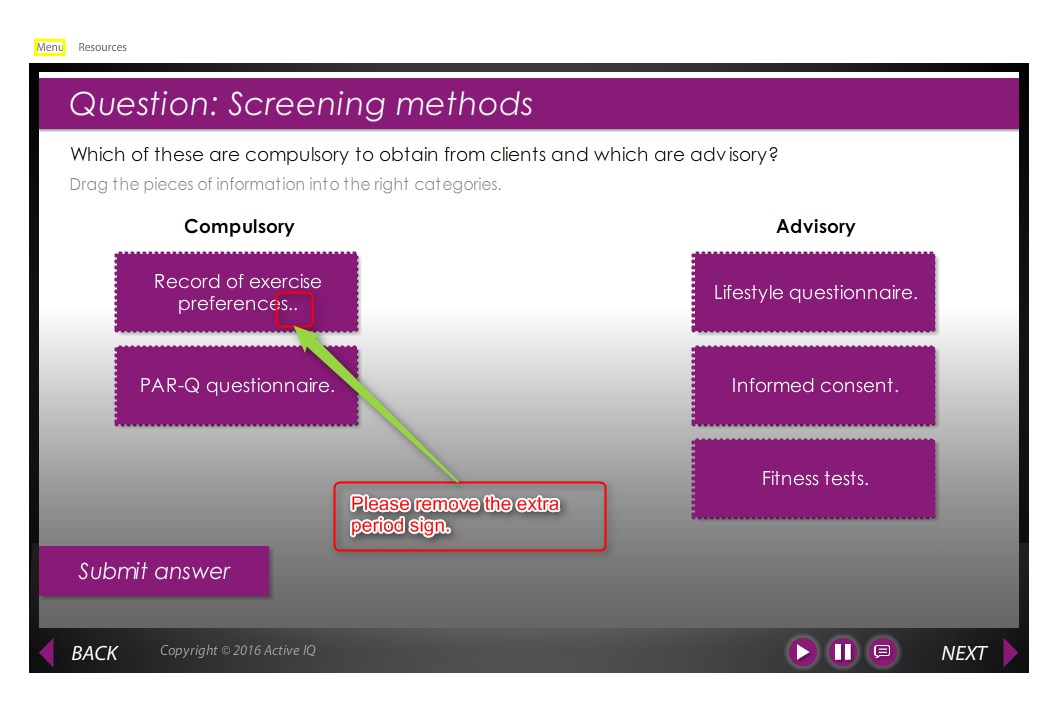 Menu Resources
Question: Screening methods
Which of these are compulsory to obtain from clients and which are advisory?
Drag the pieces of information into the right categories.
Compulsory
Advisory
Record of exercise
preferences..
Lifestyle questionnaire.
PAR-Q questionnaire.
Informed consent.
Fitness tests.
Please remove the extra
period sign.
Submit answer
BACK Copyright © 2016 Active IQ NEXT